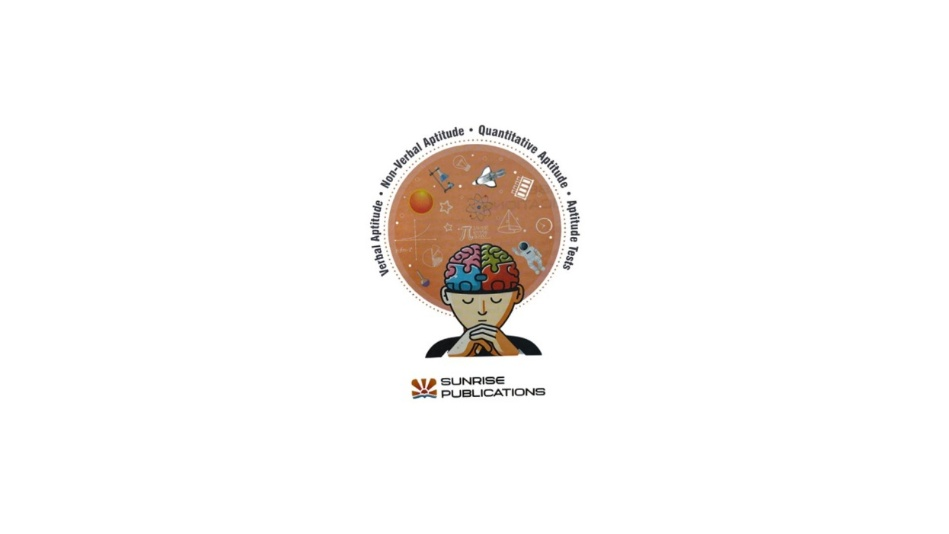 Verbal Aptitude • Non-Verbal Aptitude • Quantitative Aptitude • Aptitude Tests
SUNRISE
PUBLICATIONS